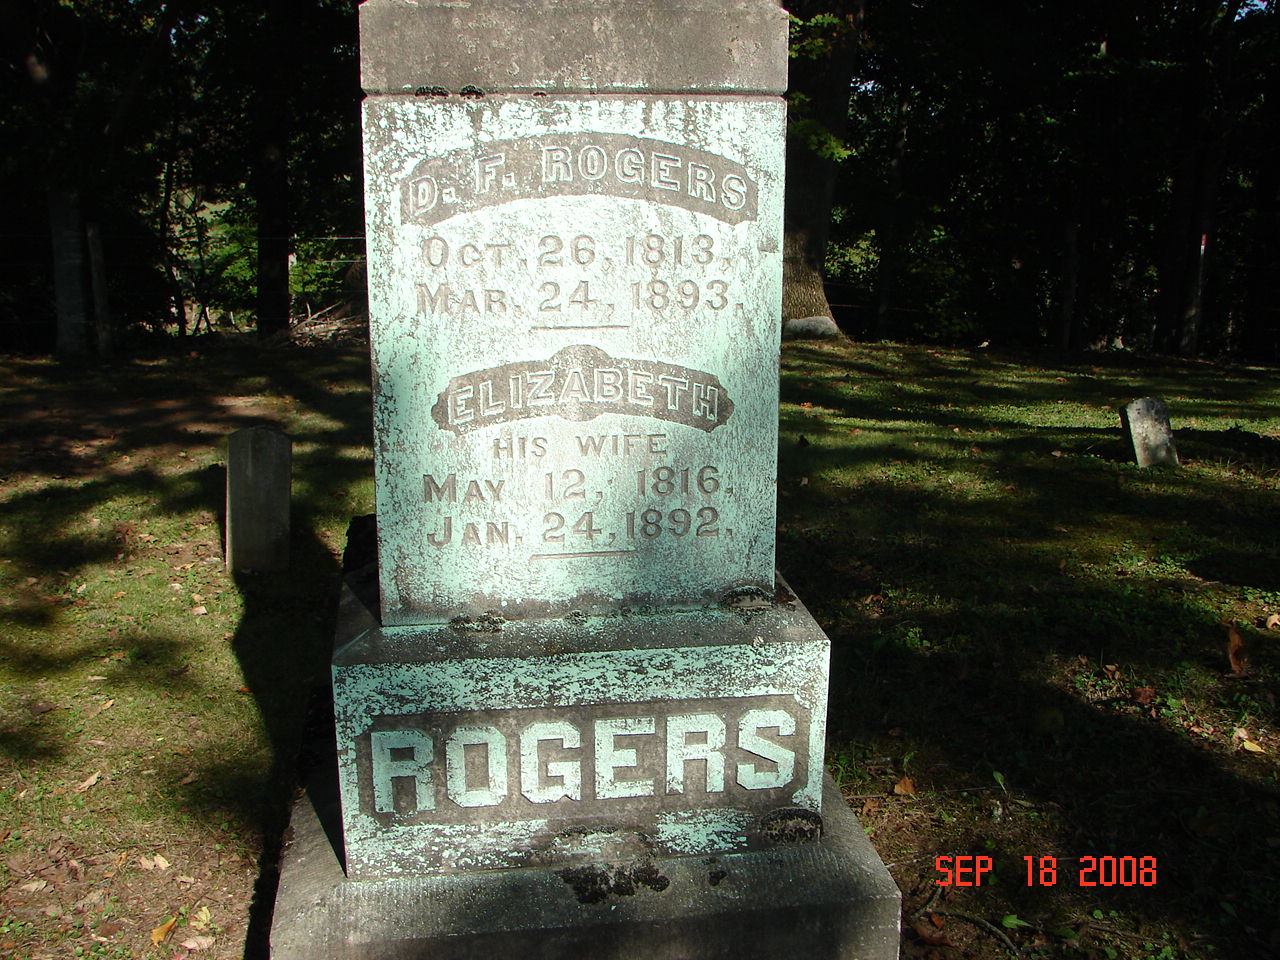 D. F. ROGERS
OCT. 26, 1813.
MAR. 24, 1893.
ELIZABETH
HIS WIFE
MAY 12, 1816.
JAN. 24, 1892.
ROGERS
SEP 18 2008